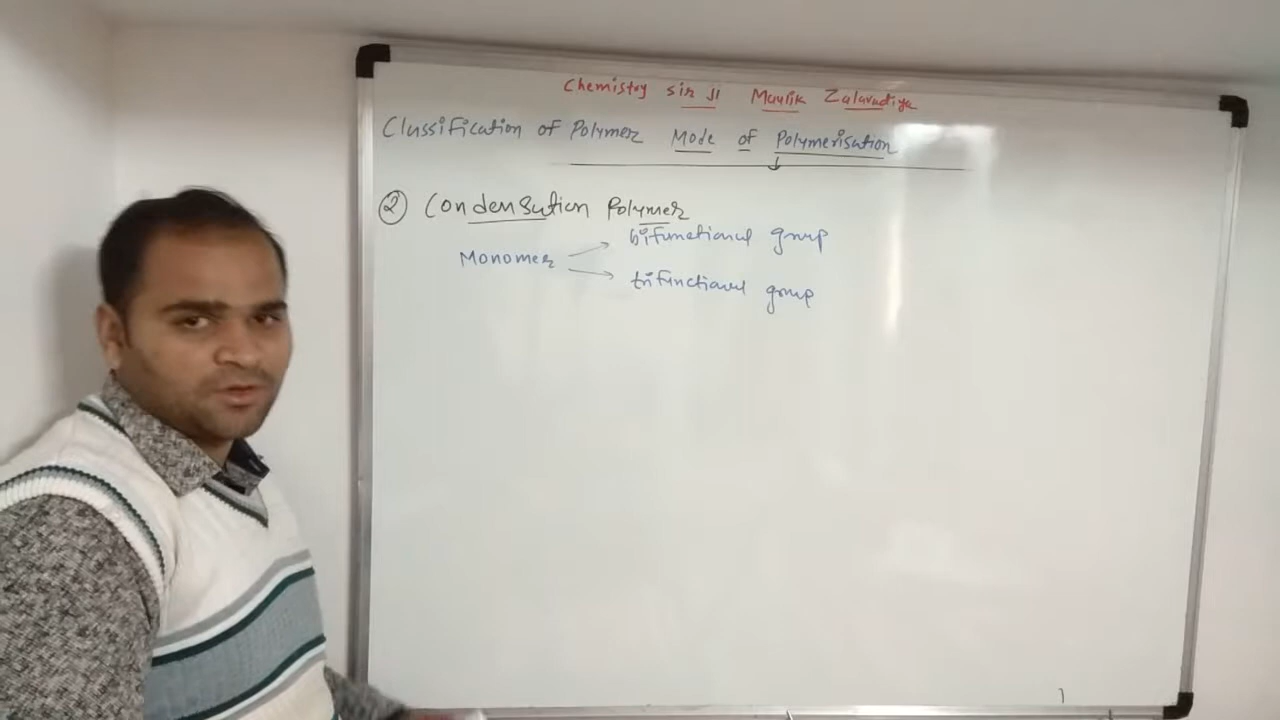 Chemistry sir ji Maulik Zalavadiya
Classification of Polymer Mode of Polymerisation
② Condensation Polymer
bifunctional group
Monomer
trifunctional group